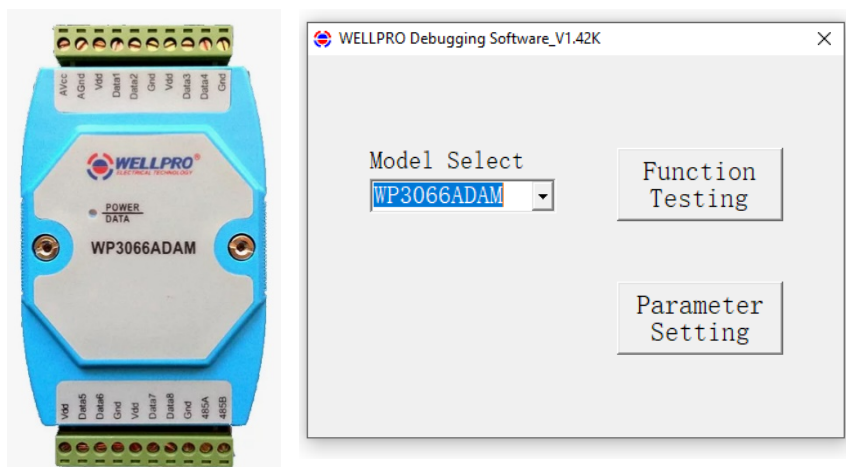 AVcc AGnd Vdd Data1 Data2 Gnd Vdd Data3 Data4 Gnd
WELLPRO®
ELECTRICAL TECHNOLOGY
POWER
DATA
WP3066ADAM
Vdd Data5 Data6 Gnd Vdd Data7 Data8 Gnd 485A 485B
WELLPRO Debugging Software_V1.42K
Model Select
WP3066ADAM
Function
Testing
Parameter
Setting